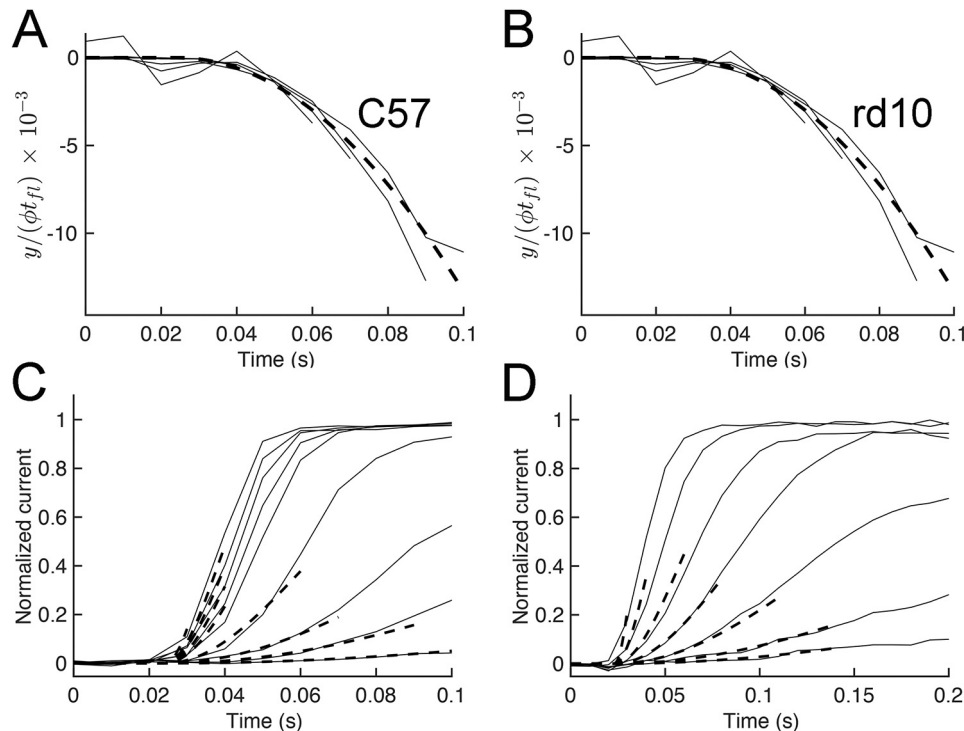 A
0
-5
-10
y/(ϕt_fl) × 10⁻³
C57
0 0.02 0.04 0.06 0.08 0.1
Time (s)
B
0
-5
-10
y/(ϕt_fl) × 10⁻³
rd10
0 0.02 0.04 0.06 0.08 0.1
Time (s)
C
1
0.8
0.6
0.4
0.2
0
Normalized current
0 0.02 0.04 0.06 0.08 0.1
Time (s)
D
1
0.8
0.6
0.4
0.2
0
Normalized current
0 0.05 0.1 0.15 0.2
Time (s)